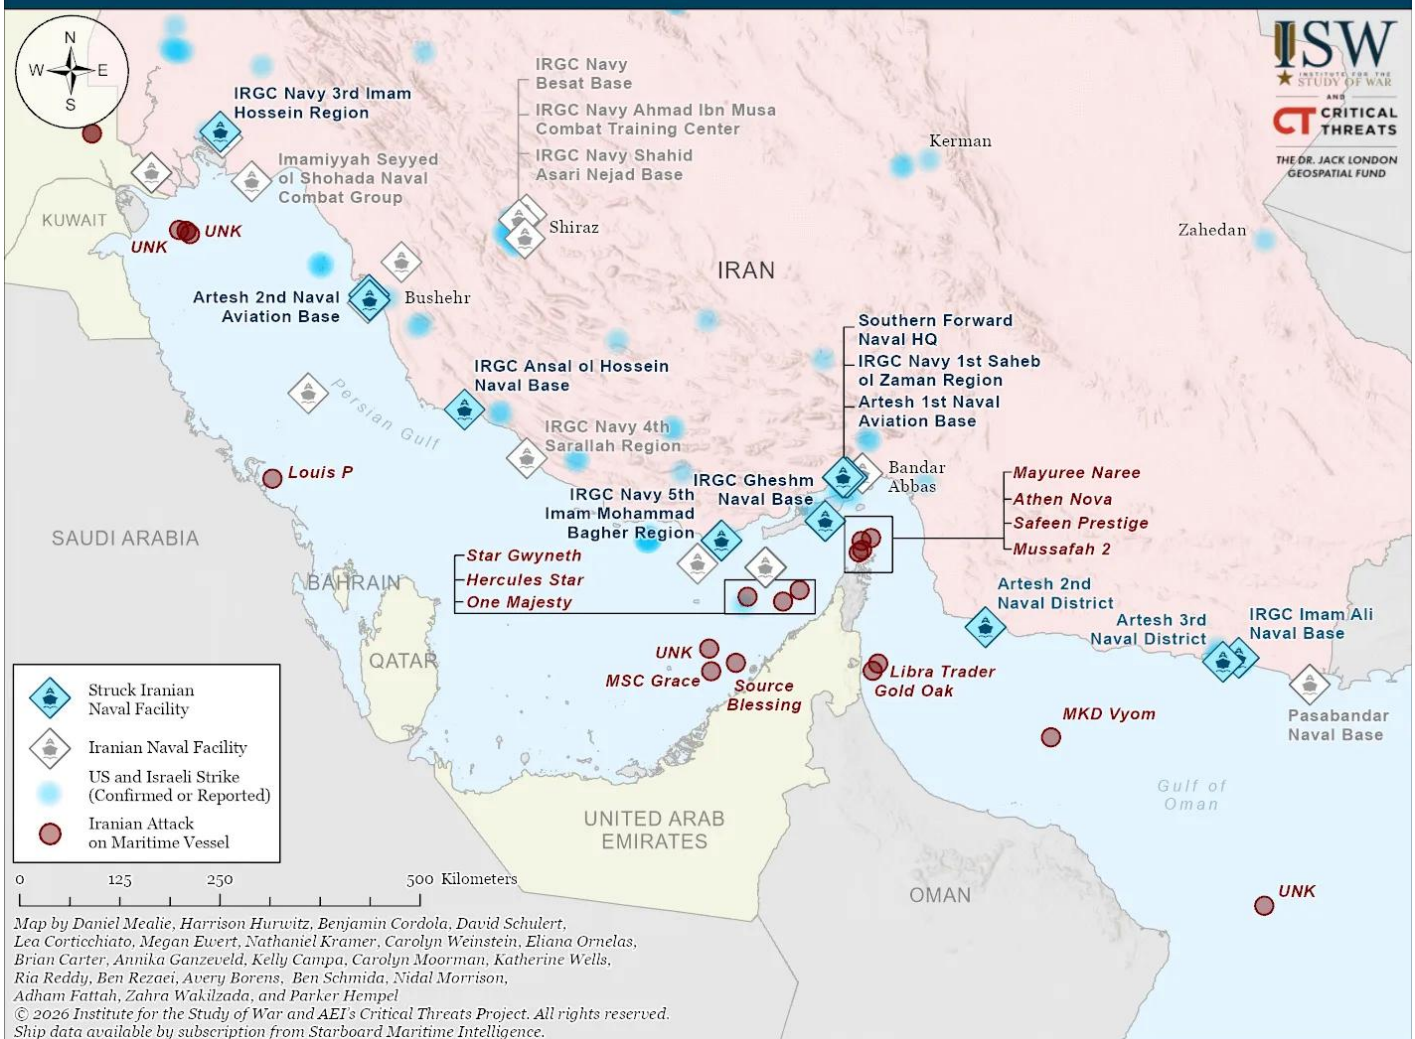 N
W
E
S
ISW
INSTITUTE FOR THE
STUDY OF WAR
AND
CT CRITICAL
THREATS
THE DR. JACK LONDON
GEOSPATIAL FUND
IRGC Navy 3rd Imam
Hossein Region
Imamiyyah Seyyed
ol Shohada Naval
Combat Group
IRGC Navy
Besat Base
IRGC Navy Ahmad Ibn Musa
Combat Training Center
IRGC Navy Shahid
Asari Nejad Base
Kerman
Shiraz
Zahedan
KUWAIT
UNK
UNK
IRAN
Artesh 2nd Naval
Aviation Base
Bushehr
Southern Forward
Naval HQ
IRGC Navy 1st Saheb
ol Zaman Region
Artesh 1st Naval
Aviation Base
IRGC Ansal ol Hossein
Naval Base
Persian Gulf
IRGC Navy 4th
Sarallah Region
Louis P
IRGC Gheshm
Naval Base
Bandar
Abbas
IRGC Navy 5th
Imam Mohammad
Bagher Region
Mayuree Naree
Athen Nova
Safeen Prestige
Mussafah 2
SAUDI ARABIA
BAHRAIN
Star Gwyneth
Hercules Star
One Majesty
Artesh 2nd
Naval District
Artesh 3rd
Naval District
IRGC Imam Ali
Naval Base
QATAR
UNK
MSC Grace
Source
Blessing
Libra Trader
Gold Oak
MKD Vyom
Pasabandar
Naval Base
Gulf of
Oman
UNITED ARAB
EMIRATES
OMAN
UNK
Struck Iranian
Naval Facility
Iranian Naval Facility
US and Israeli Strike
(Confirmed or Reported)
Iranian Attack
on Maritime Vessel
0 125 250 500 Kilometers
Map by Daniel Mealie, Harrison Hurwitz, Benjamin Cordola, David Schulert,
Lea Corticchiato, Megan Ewert, Nathaniel Kramer, Carolyn Weinstein, Eliana Ornelas,
Brian Carter, Annika Ganzeveld, Kelly Campa, Carolyn Moorman, Katherine Wells,
Ria Reddy, Ben Rezaei, Avery Borens, Ben Schmida, Nidal Morrison,
Adham Fattah, Zahra Wakilzada, and Parker Hempel
© 2026 Institute for the Study of War and AEI's Critical Threats Project. All rights reserved.
Ship data available by subscription from Starboard Maritime Intelligence.